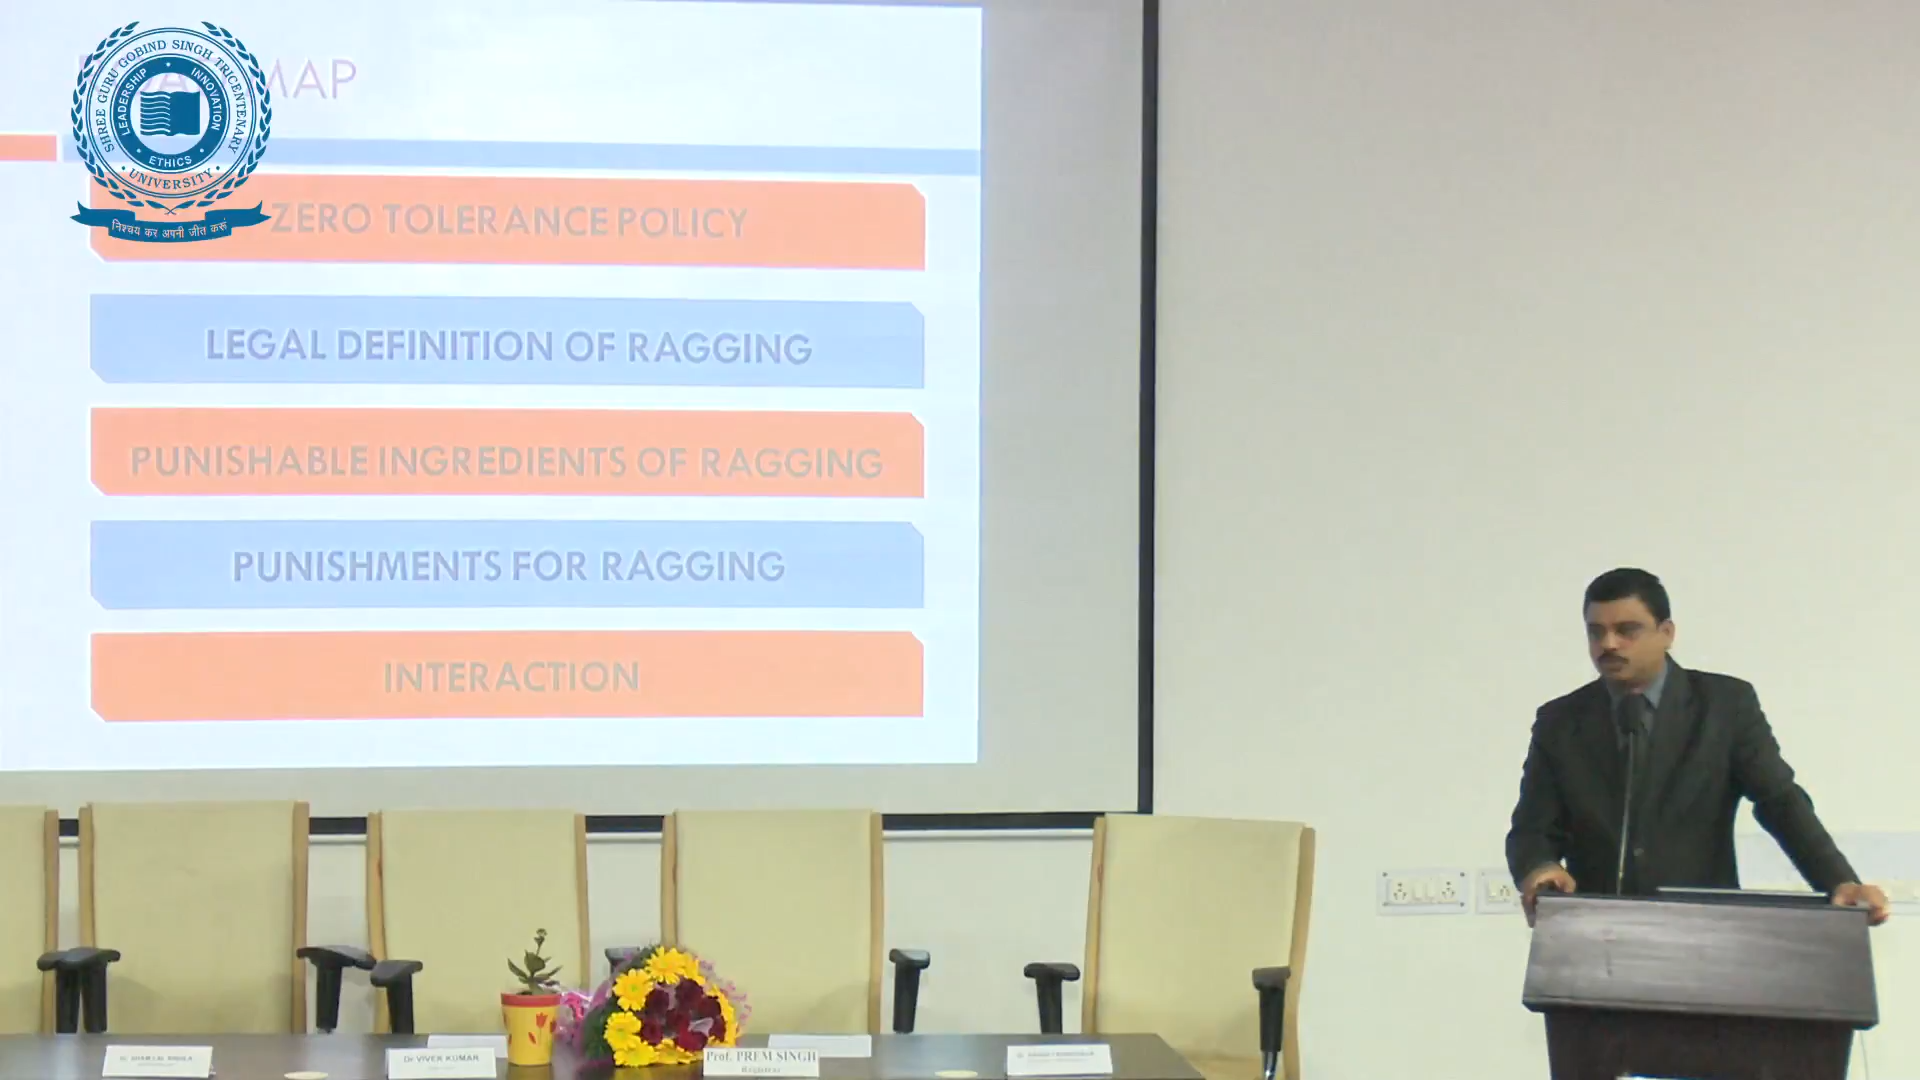 SHREE GURU GOBIND SINGH TRICENTENARY
UNIVERSITY
LEADERSHIP
INNOVATION
ETHICS
निश्चय कर अपनी जीत करूं
MAP
ZERO TOLERANCE POLICY
LEGAL DEFINITION OF RAGGING
PUNISHABLE INGREDIENTS OF RAGGING
PUNISHMENTS FOR RAGGING
INTERACTION
Dr VIVEK KUMAR
Prof. PREM SINGH
Registrar